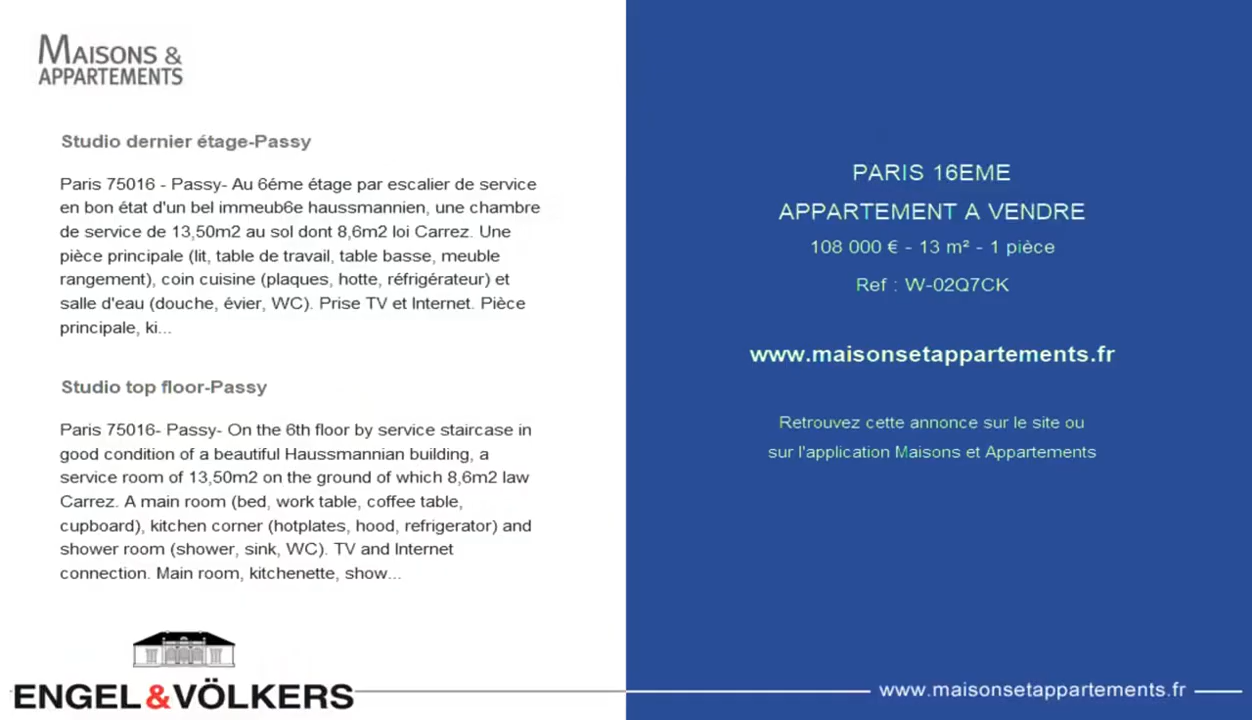 MAISONS &
APPARTEMENTS
Studio dernier étage-Passy
Paris 75016 - Passy- Au 6éme étage par escalier de service
en bon état d'un bel immeub6e haussmannien, une chambre
de service de 13,50m2 au sol dont 8,6m2 loi Carrez. Une
pièce principale (lit, table de travail, table basse, meuble
rangement), coin cuisine (plaques, hotte, réfrigérateur) et
salle d'eau (douche, évier, WC). Prise TV et Internet. Pièce
principale, ki...
Studio top floor-Passy
Paris 75016- Passy- On the 6th floor by service staircase in
good condition of a beautiful Haussmannian building, a
service room of 13,50m2 on the ground of which 8,6m2 law
Carrez. A main room (bed, work table, coffee table,
cupboard), kitchen corner (hotplates, hood, refrigerator) and
shower room (shower, sink, WC). TV and Internet
connection. Main room, kitchenette, show...
ENGEL&VÖLKERS
PARIS 16EME
APPARTEMENT A VENDRE
108 000 € - 13 m² - 1 pièce
Ref : W-02Q7CK
www.maisonsetappartements.fr
Retrouvez cette annonce sur le site ou
sur l'application Maisons et Appartements
www.maisonsetappartements.fr